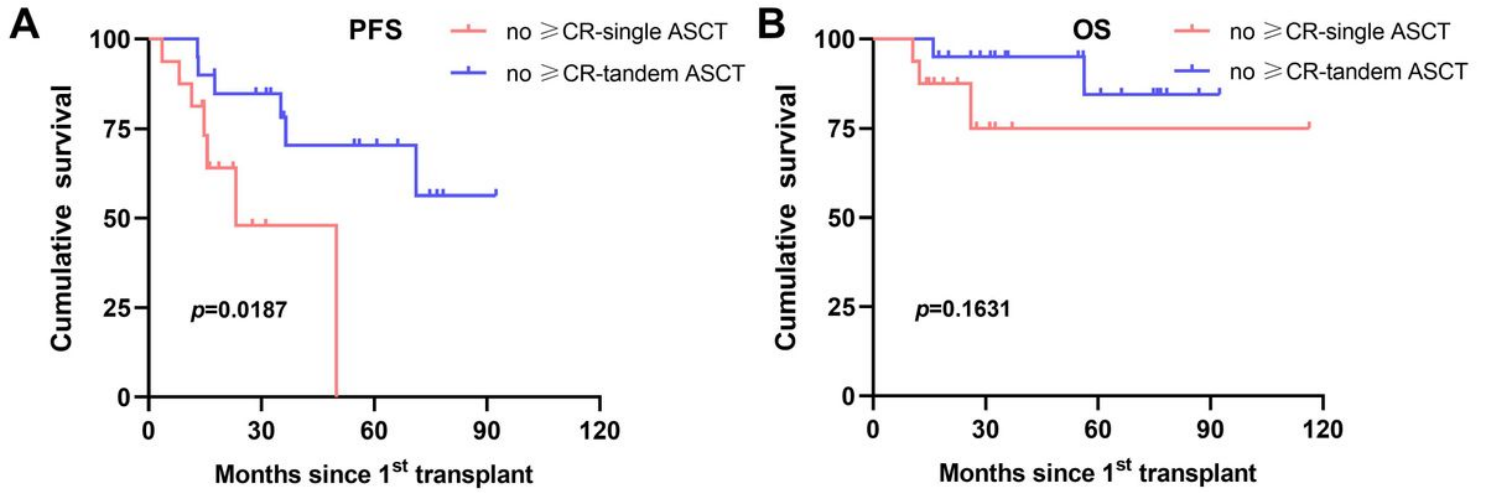 A
PFS
no ⩾CR-single ASCT
no ⩾CR-tandem ASCT
Cumulative survival
100
75
50
25
0
p=0.0187
0 30 60 90 120
Months since 1st transplant
B
OS
no ⩾CR-single ASCT
no ⩾CR-tandem ASCT
Cumulative survival
100
75
50
25
0
p=0.1631
0 30 60 90 120
Months since 1st transplant